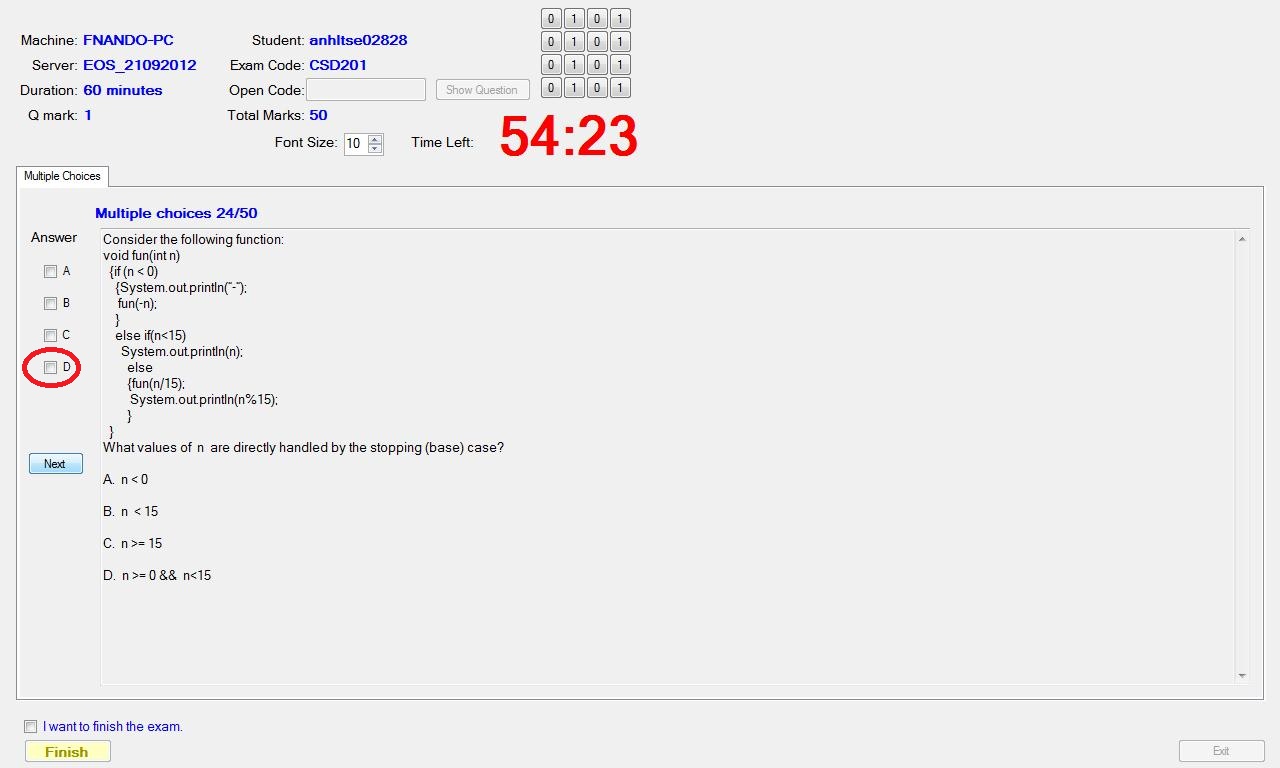 Machine: FNANDO-PC
Student: anhltse02828
Server: EOS_21092012
Exam Code: CSD201
Duration: 60 minutes
Open Code:
Show Question
Q mark: 1
Total Marks: 50
0 1 0 1
0 1 0 1
0 1 0 1
0 1 0 1
Font Size: 10
Time Left: 54:23
Multiple Choices
Multiple choices 24/50
Answer
A
B
C
D
Next
Consider the following function:
void fun(int n)
{if (n < 0)
{System.out.println("-");
fun(-n);
}
else if(n<15)
System.out.println(n);
else
{fun(n/15);
System.out.println(n%15);
}
}
What values of n are directly handled by the stopping (base) case?
A. n < 0
B. n < 15
C. n >= 15
D. n >= 0 && n<15
I want to finish the exam.
Finish
Exit